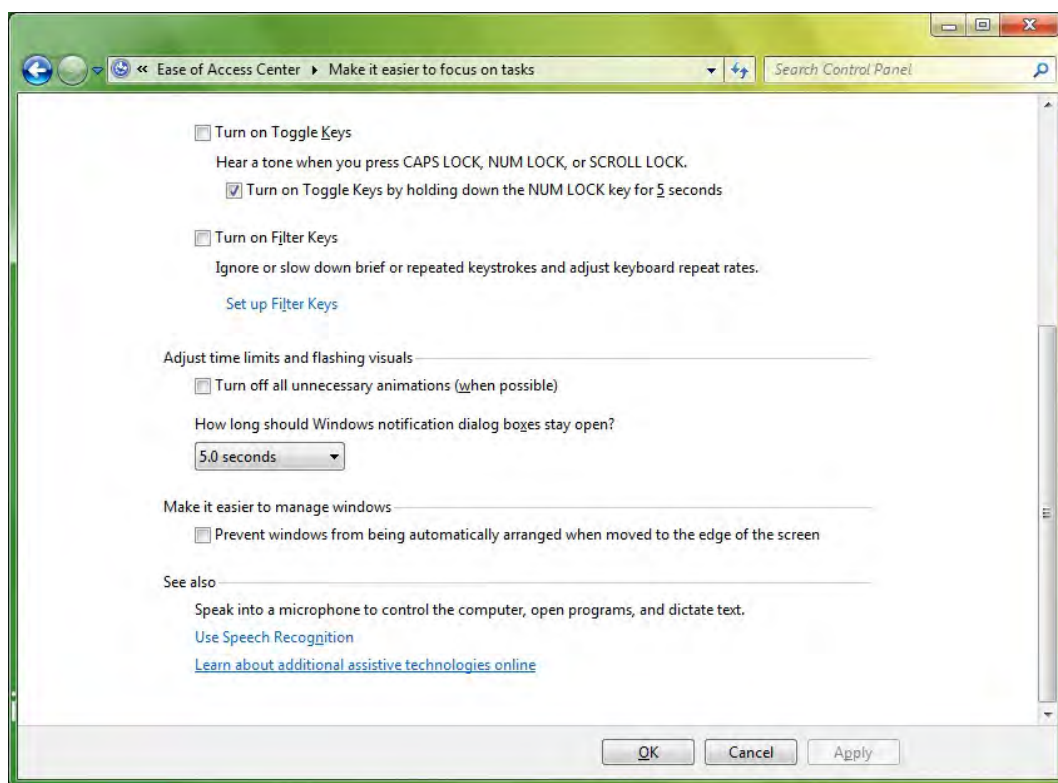 « Ease of Access Center ▸ Make it easier to focus on tasks
Search Control Panel
Turn on Toggle Keys
Hear a tone when you press CAPS LOCK, NUM LOCK, or SCROLL LOCK.
Turn on Toggle Keys by holding down the NUM LOCK key for 5 seconds
Turn on Filter Keys
Ignore or slow down brief or repeated keystrokes and adjust keyboard repeat rates.
Set up Filter Keys
Adjust time limits and flashing visuals
Turn off all unnecessary animations (when possible)
How long should Windows notification dialog boxes stay open?
5.0 seconds
Make it easier to manage windows
Prevent windows from being automatically arranged when moved to the edge of the screen
See also
Speak into a microphone to control the computer, open programs, and dictate text.
Use Speech Recognition
Learn about additional assistive technologies online
OK Cancel Apply